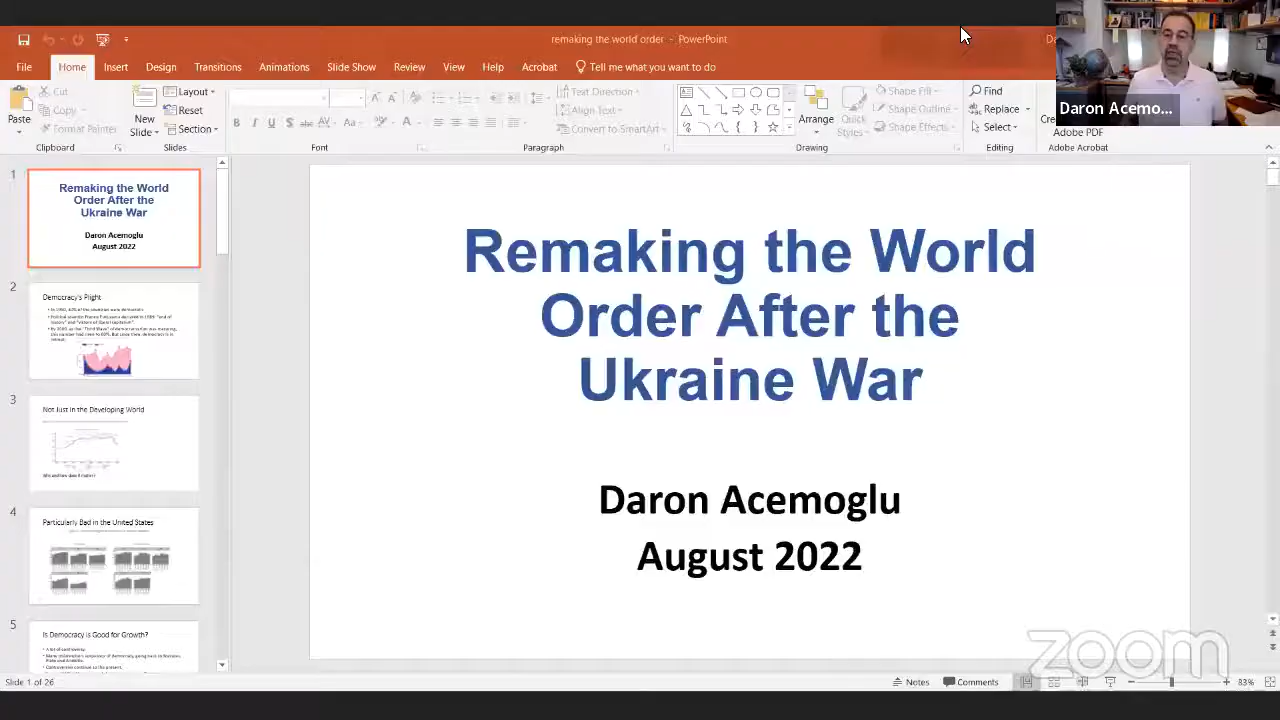 remaking the world order - PowerPoint
File Home Insert Design Transitions Animations Slide Show Review View Help Acrobat Tell me what you want to do
Paste
Cut
Copy
Format Painter
Clipboard
New
Slide
Layout
Reset
Section
Slides
B I U S abc AV Aa A
Font
Text Direction
Align Text
Convert to SmartArt
Paragraph
Arrange
Quick
Styles
Shape Fill
Shape Outline
Shape Effects
Drawing
Find
Replace
Select
Editing
Adobe PDF
Adobe Acrobat
Daron Acemo...
1
Remaking the World
Order After the
Ukraine War
Daron Acemoglu
August 2022
2
Democracy's Plight
3
Not Just in the Developing World
4
Particularly Bad in the United States
5
Is Democracy is Good for Growth?
Remaking the World
Order After the
Ukraine War
Daron Acemoglu
August 2022
zoom
Slide 1 of 26
Notes
Comments
83%